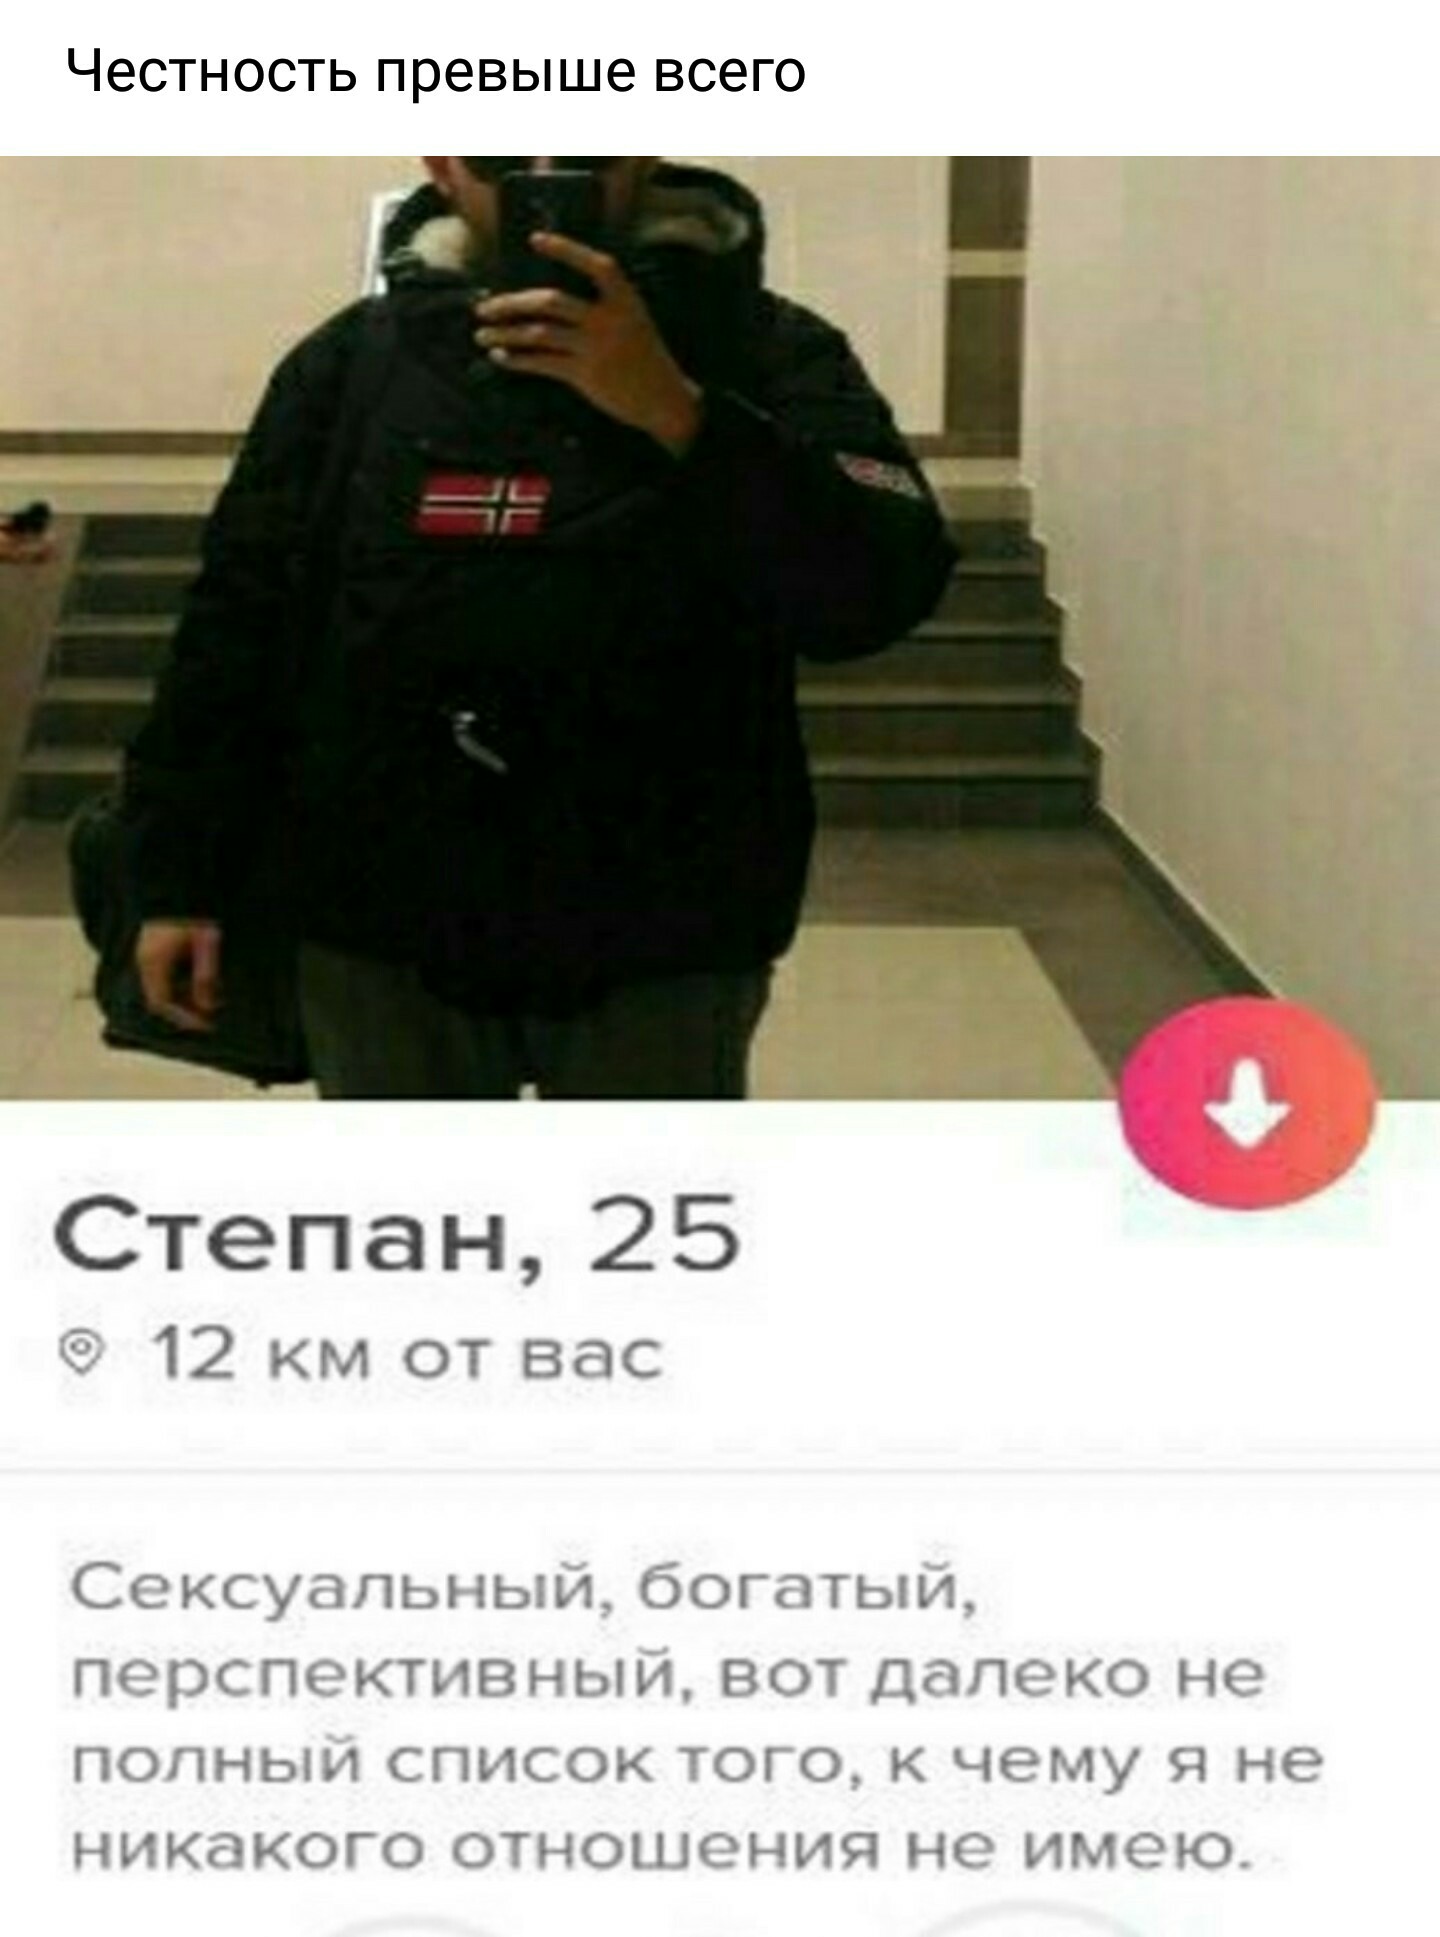 Честность превыше всего
Степан, 25
12 км от вас
Сексуальный, богатый,
перспективный, вот далеко не
полный список того, к чему я не
никакого отношения не имею.